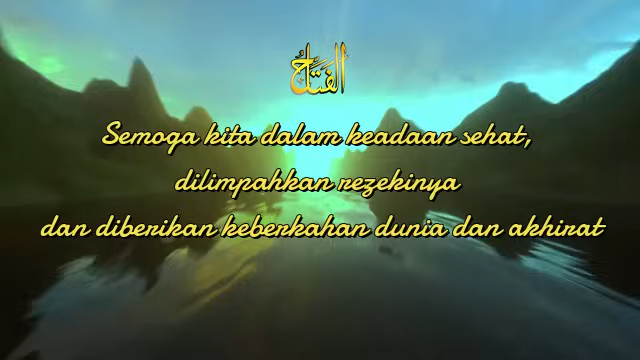 الفتاح
Semoga kita dalam keadaan sehat,
dilimpahkan rezekinya
dan diberikan keberkahan dunia dan akhirat